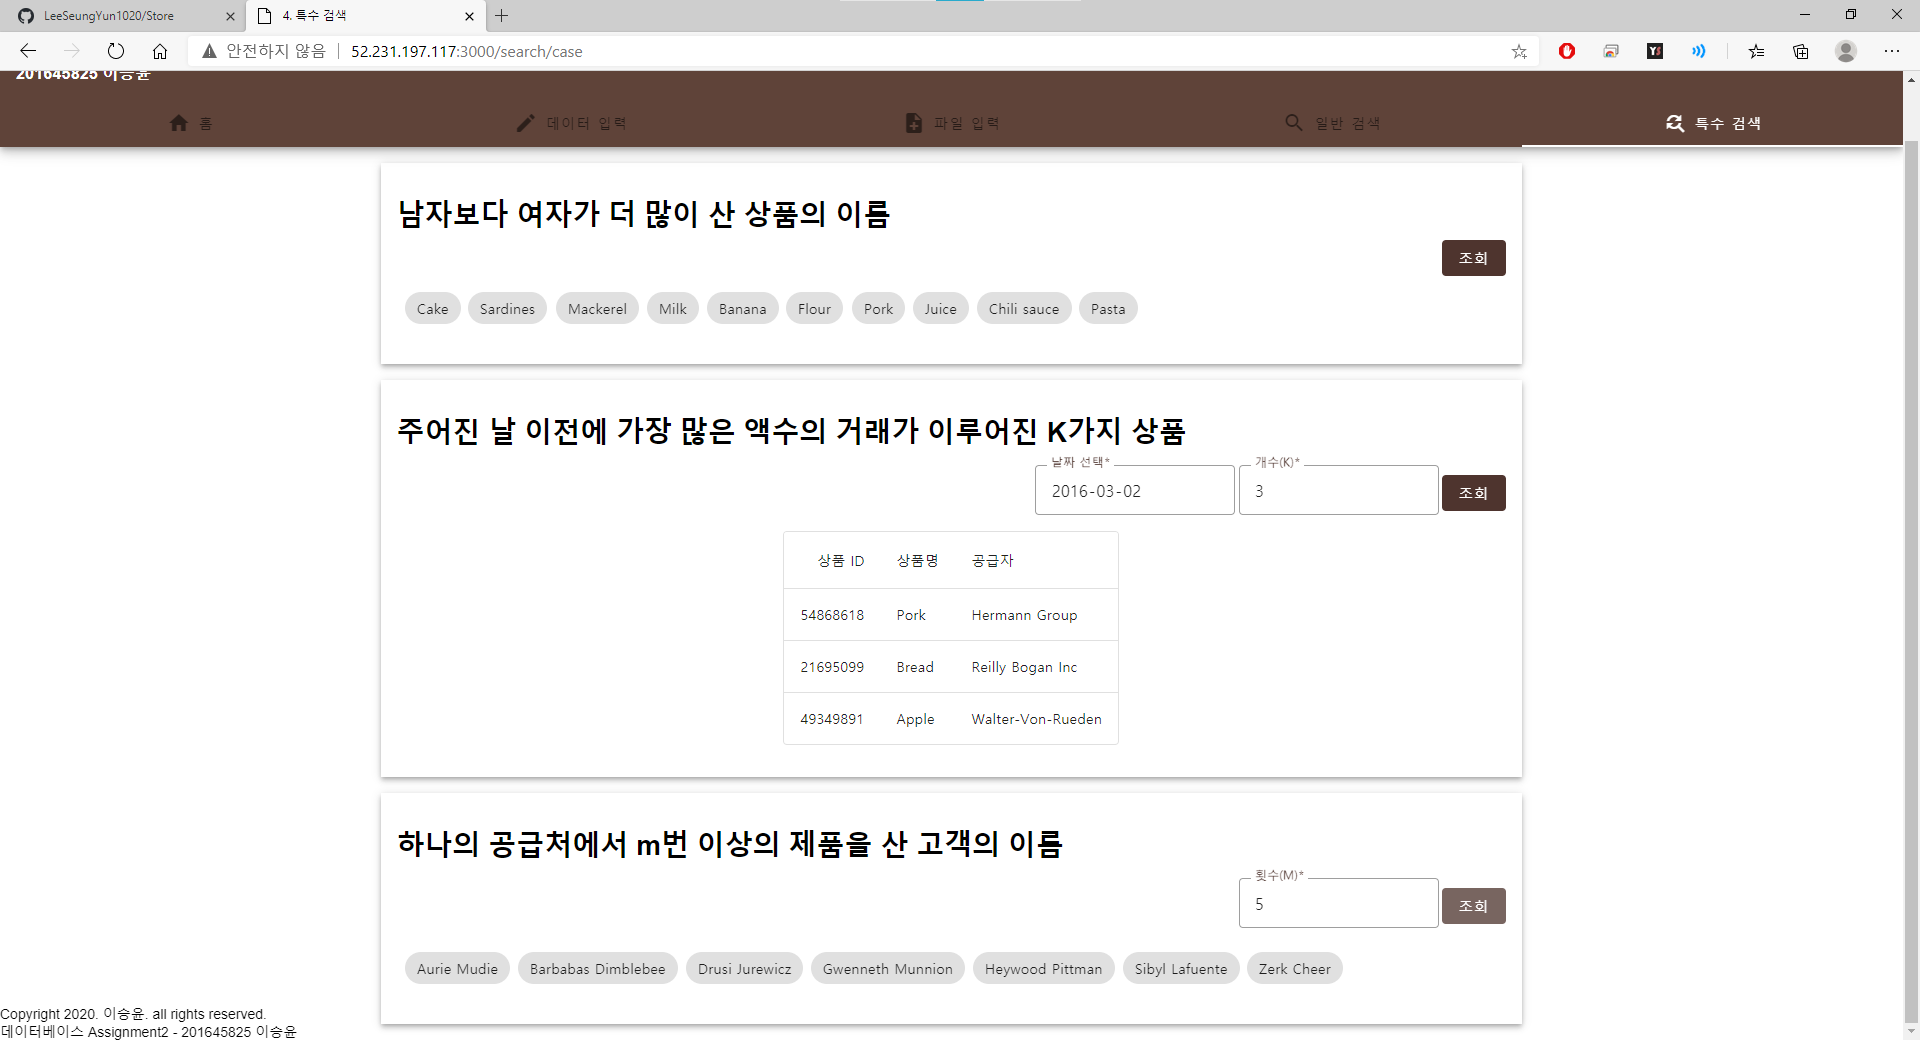 LeeSeungYun1020/Store
4. 특수 검색
안전하지 않음 | 52.231.197.117:3000/search/case
201645825 이승윤
홈
데이터 입력
파일 입력
일반 검색
특수 검색
남자보다 여자가 더 많이 산 상품의 이름
조회
Cake Sardines Mackerel Milk Banana Flour Pork Juice Chili sauce Pasta
주어진 날 이전에 가장 많은 액수의 거래가 이루어진 K가지 상품
날짜 선택* 개수(K)*
2016-03-02 3 조회
상품 ID 상품명 공급자
54868618 Pork Hermann Group
21695099 Bread Reilly Bogan Inc
49349891 Apple Walter-Von-Rueden
하나의 공급처에서 m번 이상의 제품을 산 고객의 이름
횟수(M)*
5 조회
Aurie Mudie Barbabas Dimblebee Drusi Jurewicz Gwenneth Munnion Heywood Pittman Sibyl Lafuente Zerk Cheer
Copyright 2020. 이승윤. all rights reserved.
데이터베이스 Assignment2 - 201645825 이승윤